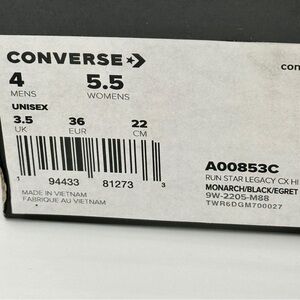 CONVERSE
con
4 5.5
MENS WOMENS
UNISEX
3.5 36 22
UK EUR CM
1 94433 81273 3
A00853C
RUN STAR LEGACY CX HI
MONARCH/BLACK/EGRET
9W-2205-M88
TWR6DGM700027
MADE IN VIETNAM
FABRIQUE AU VIETNAM